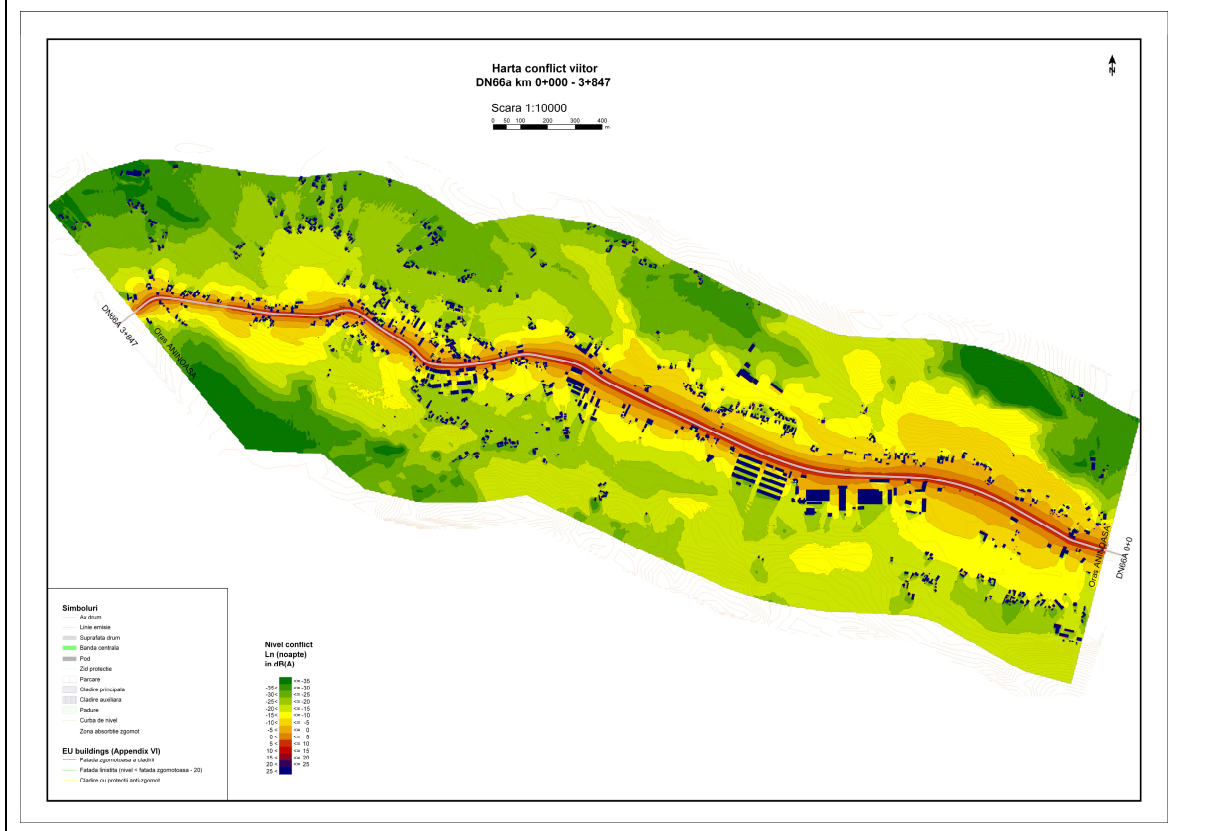 Harta conflict viitor
DN66a km 0+000 - 3+847
Scara 1:10000
0 50 100 200 300 400
m
N
DN66A 3+847
Oras ANINOASA
Oras ANINOASA
DN66A 0+0
Simboluri
Ax drum
Linie emisie
Suprafata drum
Banda centrala
Pod
Zid protectie
Parcare
Cladire principala
Cladire auxiliara
Padure
Curba de nivel
Zona absorbtie zgomot
EU buildings (Appendix VI)
Fatada zgomotoasa a cladirii
Fatada linistita (nivel < fatada zgomotoasa - 20)
Cladire cu protectii antizgomot
Nivel conflict
Ln (noapte)
in dB(A)
<= -35
-35 < <= -30
-30 < <= -25
-25 < <= -20
-20 < <= -15
-15 < <= -10
-10 < <= -5
-5 < <= 0
0 < <= 5
5 < <= 10
10 < <= 15
15 < <= 20
20 < <= 25
25 <